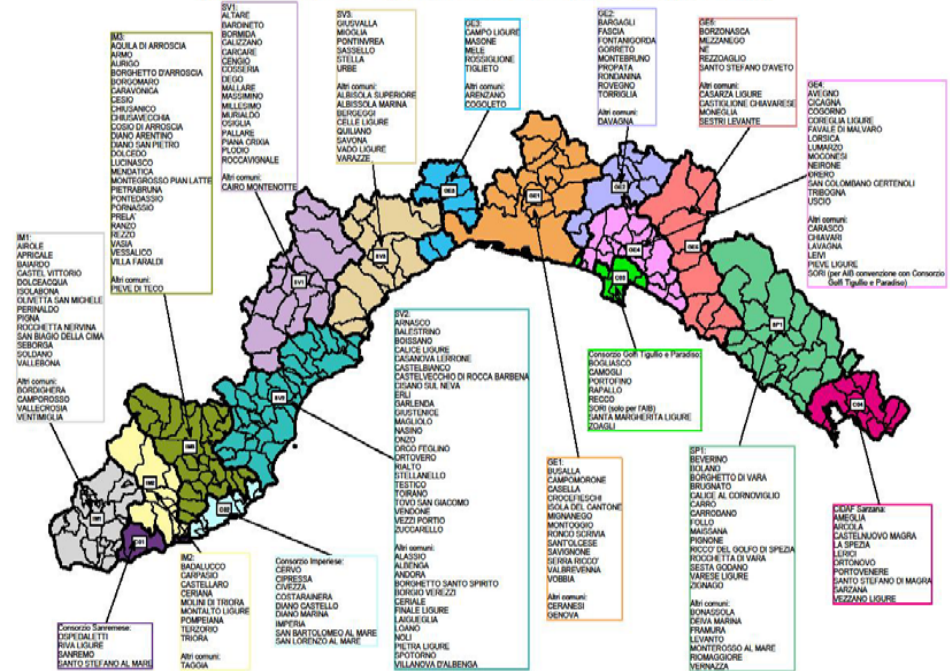 SV1:
ALTARE
BARDINETO
BORMIDA
CALIZZANO
CARCARE
CENGIO
COSSERIA
DEGO
MALLARE
MASSIMINO
MILLESIMO
MURIALDO
OSIGLIA
PALLARE
PIANA CRIXIA
PLODIO
ROCCAVIGNALE
Altri comuni:
CAIRO MONTENOTTE
SV3:
GIUSVALLA
MIOGLIA
PONTINVREA
SASSELLO
STELLA
URBE
Altri comuni:
ALBISOLA SUPERIORE
ALBISSOLA MARINA
BERGEGGI
CELLE LIGURE
QUILIANO
SAVONA
VADO LIGURE
VARAZZE
GE3:
CAMPO LIGURE
MASONE
MELE
ROSSIGLIONE
TIGLIETO
Altri comuni:
ARENZANO
COGOLETO
GE2:
BARGAGLI
FASCIA
FONTANIGORDA
GORRETO
MONTEBRUNO
PROPATA
RONDANINA
ROVEGNO
TORRIGLIA
Altri comuni:
DAVAGNA
GE5:
BORZONASCA
MEZZANEGO
NE
REZZOAGLIO
SANTO STEFANO D'AVETO
Altri comuni:
CASARZA LIGURE
CASTIGLIONE CHIAVARESE
MONEGLIA
SESTRI LEVANTE
IM3:
AQUILA DI ARROSCIA
ARMO
AURIGO
BORGHETTO D'ARROSCIA
BORGOMARO
CARAVONICA
CESIO
CHIUSANICO
CHIUSAVECCHIA
COSIO DI ARROSCIA
DIANO ARENTINO
DIANO SAN PIETRO
DOLCEDO
LUCINASCO
MENDATICA
MONTEGROSSO PIAN LATTE
PIETRABRUNA
PONTEDASSIO
PORNASSIO
PRELA'
RANZO
REZZO
VASIA
VESSALICO
VILLA FARALDI
Altri comuni:
PIEVE DI TECO
GE4:
AVEGNO
CICAGNA
COGORNO
COREGLIA LIGURE
FAVALE DI MALVARO
LORSICA
LUMARZO
MOCONESI
NEIRONE
ORERO
SAN COLOMBANO CERTENOLI
TRIBOGNA
USCIO
Altri comuni:
CARASCO
CHIAVARI
LAVAGNA
LEIVI
PIEVE LIGURE
SORI (per AIB convenzione con Consorzio
Golfi Tigullio e Paradiso)
IM1:
AIROLE
APRICALE
BAJARDO
CASTEL VITTORIO
DOLCEACQUA
ISOLABONA
OLIVETTA SAN MICHELE
PERINALDO
PIGNA
ROCCHETTA NERVINA
SAN BIAGIO DELLA CIMA
SEBORGA
SOLDANO
VALLEBONA
Altri comuni:
BORDIGHERA
CAMPOROSSO
VALLECROSIA
VENTIMIGLIA
SV2:
ARNASCO
BALESTRINO
BOISSANO
CALICE LIGURE
CASANOVA LERRONE
CASTELBIANCO
CASTELVECCHIO DI ROCCA BARBENA
CISANO SUL NEVA
ERLI
GARLENDA
GIUSTENICE
MAGLIOLO
NASINO
ONZO
ORCO FEGLINO
ORTOVERO
RIALTO
STELLANELLO
TESTICO
TOIRANO
TOVO SAN GIACOMO
VENDONE
VEZZI PORTIO
ZUCCARELLO
Altri comuni:
ALASSIO
ALBENGA
ANDORA
BORGHETTO SANTO SPIRITO
BORGIO VEREZZI
CERIALE
FINALE LIGURE
LAIGUEGLIA
LOANO
NOLI
PIETRA LIGURE
SPOTORNO
VILLANOVA D'ALBENGA
Consorzio Golfi Tigullio e Paradiso:
BOGLIASCO
CAMOGLI
PORTOFINO
RAPALLO
RECCO
SORI (solo per l'AIB)
SANTA MARGHERITA LIGURE
ZOAGLI
GE1:
BUSALLA
CAMPOMORONE
CASELLA
CROCEFIESCHI
ISOLA DEL CANTONE
MIGNANEGO
MONTOGGIO
RONCO SCRIVIA
SANT'OLCESE
SAVIGNONE
SERRA RICCO'
VALBREVENNA
VOBBIA
Altri comuni:
CERANESI
GENOVA
SP1:
BEVERINO
BOLANO
BORGHETTO DI VARA
BRUGNATO
CALICE AL CORNOVIGLIO
CARRO
CARRODANO
FOLLO
MAISSANA
PIGNONE
RICCO' DEL GOLFO DI SPEZIA
ROCCHETTA DI VARA
SESTA GODANO
VARESE LIGURE
ZIGNAGO
Altri comuni:
BONASSOLA
DEIVA MARINA
FRAMURA
LEVANTO
MONTEROSSO AL MARE
RIOMAGGIORE
VERNAZZA
CIDAF Sarzana:
AMEGLIA
ARCOLA
CASTELNUOVO MAGRA
LA SPEZIA
LERICI
ORTONOVO
PORTOVENERE
SANTO STEFANO DI MAGRA
SARZANA
VEZZANO LIGURE
IM2:
BADALUCCO
CARPASIO
CASTELLARO
CERIANA
MOLINI DI TRIORA
MONTALTO LIGURE
POMPEIANA
TERZORIO
TRIORA
Altri comuni:
TAGGIA
Consorzio Imperiese:
CERVO
CIPRESSA
CIVEZZA
COSTARAINERA
DIANO CASTELLO
DIANO MARINA
IMPERIA
SAN BARTOLOMEO AL MARE
SAN LORENZO AL MARE
Consorzio Sanremese:
OSPEDALETTI
RIVA LIGURE
SANREMO
SANTO STEFANO AL MARE
GE3
GE1
GE2
GE4
GE5
SV3
SV1
SP1
IM3
IM2
IM1